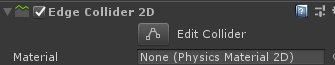 Edge Collider 2D
Edit Collider
Material None (Physics Material 2D)